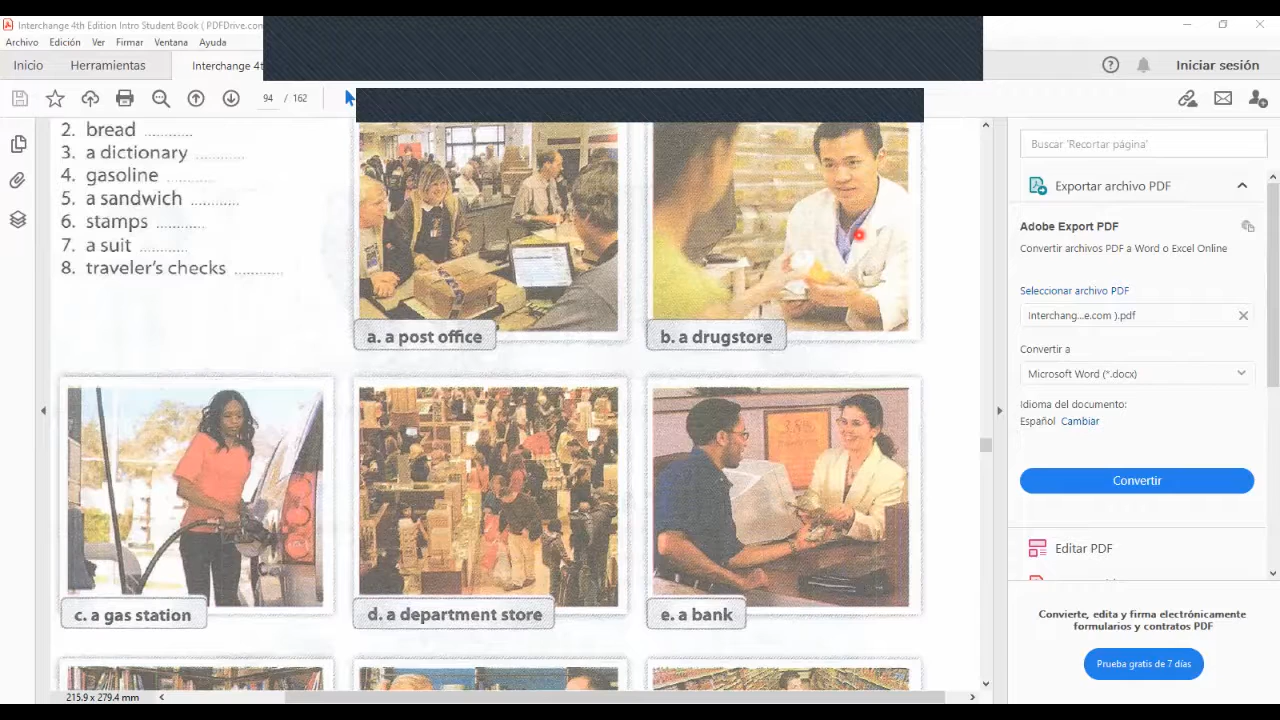 Interchange 4th Edition Intro Student Book ( PDFDrive.com
Archivo Edición Ver Firmar Ventana Ayuda
Inicio Herramientas Interchange 4t Iniciar sesión
94 / 162
2. bread ............
3. a dictionary ............
4. gasoline ............
5. a sandwich ............
6. stamps ............
7. a suit ............
8. traveler's checks ............
a. a post office
b. a drugstore
c. a gas station
d. a department store
e. a bank
215.9 x 279.4 mm
Buscar 'Recortar página'
Exportar archivo PDF
Adobe Export PDF
Convertir archivos PDF a Word o Excel Online
Seleccionar archivo PDF
Interchang...e.com ).pdf
Convertir a
Microsoft Word (*.docx)
Idioma del documento:
Español Cambiar
Convertir
Editar PDF
Convierte, edita y firma electrónicamente
formularios y contratos PDF
Prueba gratis de 7 días